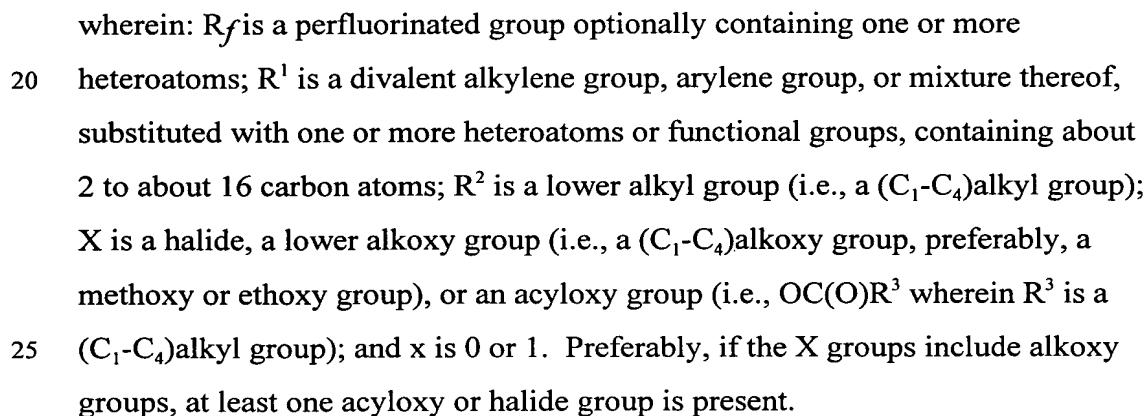 wherein: Rf is a perfluorinated group optionally containing one or more
20 heteroatoms; R¹ is a divalent alkylene group, arylene group, or mixture thereof,
substituted with one or more heteroatoms or functional groups, containing about
2 to about 16 carbon atoms; R² is a lower alkyl group (i.e., a (C₁-C₄)alkyl group);
X is a halide, a lower alkoxy group (i.e., a (C₁-C₄)alkoxy group, preferably, a
methoxy or ethoxy group), or an acyloxy group (i.e., OC(O)R³ wherein R³ is a
25 (C₁-C₄)alkyl group); and x is 0 or 1. Preferably, if the X groups include alkoxy
groups, at least one acyloxy or halide group is present.